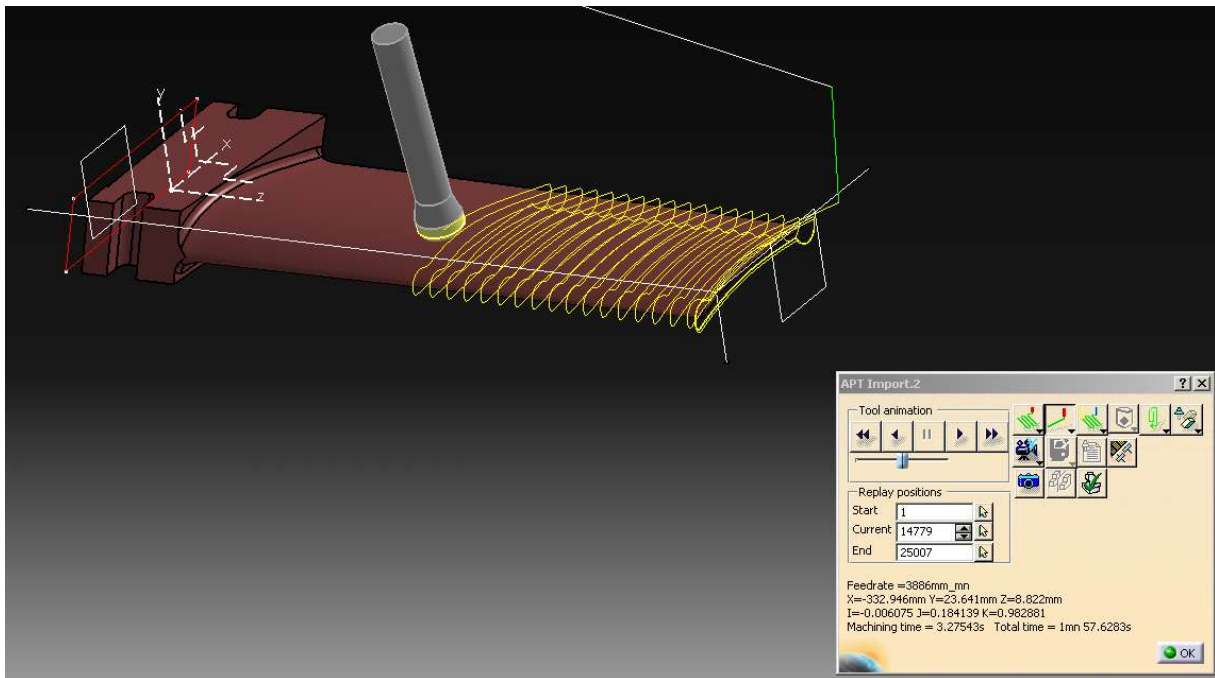 Y
X
Z
APT Import.2
Tool animation
Replay positions
Start 1
Current 14779
End 25007
Feedrate =3886mm_mn
X=-332.946mm Y=23.641mm Z=8.822mm
I=-0.006075 J=0.184139 K=0.982881
Machining time = 3.27543s Total time = 1mn 57.6283s
OK